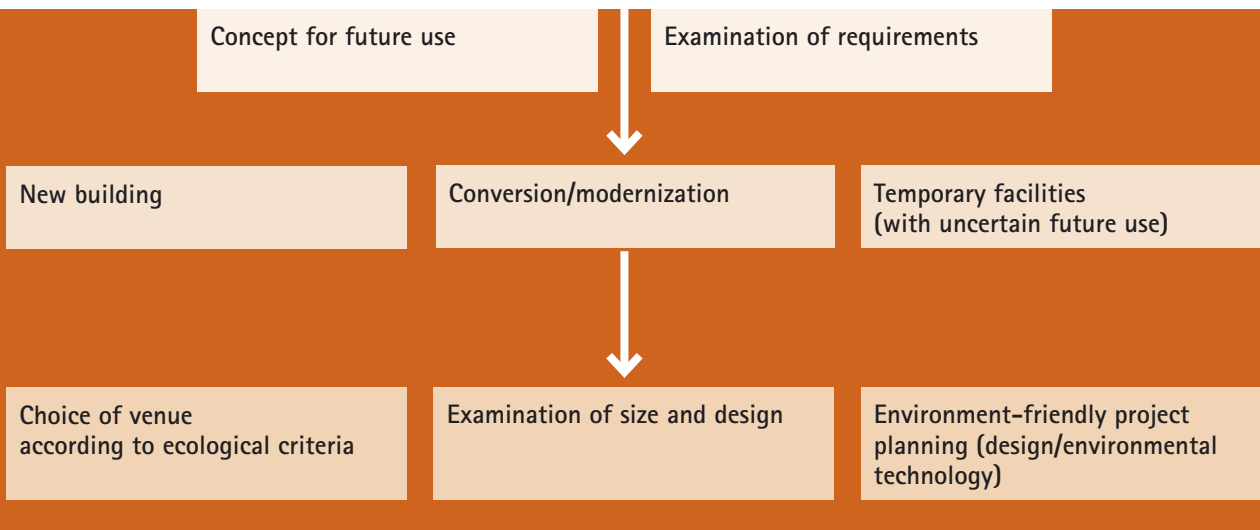 Concept for future use
Examination of requirements
New building
Conversion/modernization
Temporary facilities
(with uncertain future use)
Choice of venue
according to ecological criteria
Examination of size and design
Environment-friendly project
planning (design/environmental
technology)